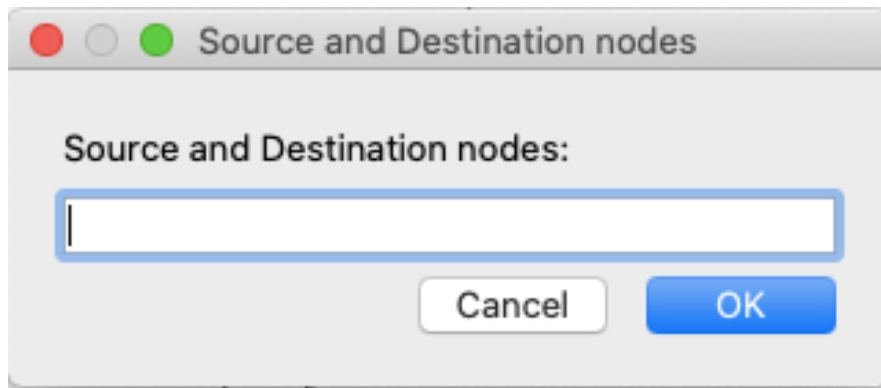 Source and Destination nodes
Source and Destination nodes:
Cancel OK